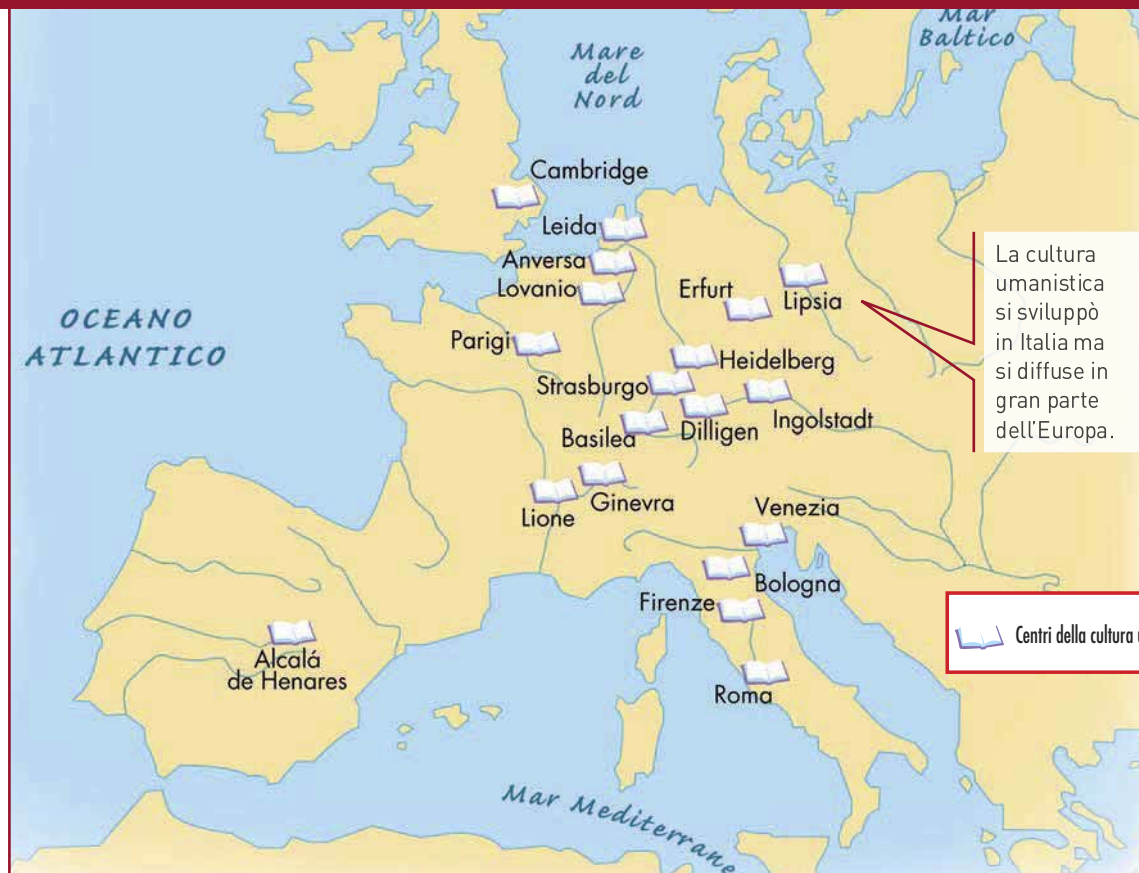 Mar
Baltico
Mare
del
Nord
Cambridge
Leida
Anversa
Lovanio
Erfurt
Lipsia
La cultura
umanistica
si sviluppò
in Italia ma
si diffuse in
gran parte
dell'Europa.
OCEANO
ATLANTICO
Parigi
Heidelberg
Strasburgo
Ingolstadt
Basilea
Dilligen
Ginevra
Lione
Venezia
Bologna
Firenze
Centri della cultura
Alcalá
de Henares
Roma
Mar Mediterrane